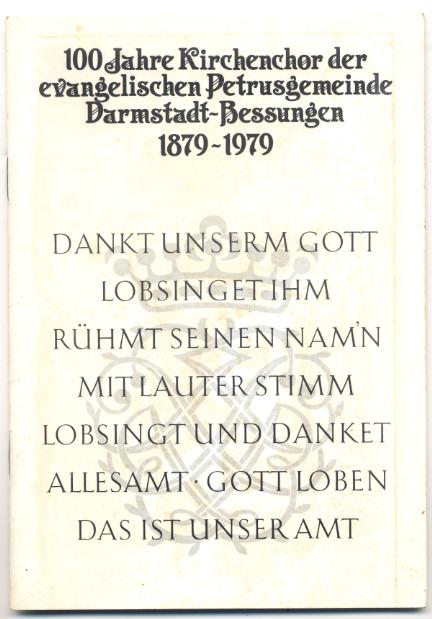 100 Jahre Kirchenchor der
evangelischen Petrusgemeinde
Darmstadt-Bessungen
1879-1979
DANKT UNSERM GOTT
LOBSINGET IHM
RÜHMT SEINEN NAM'N
MIT LAUTER STIMM
LOBSINGT UND DANKET
ALLESAMT · GOTT LOBEN
DAS IST UNSER AMT